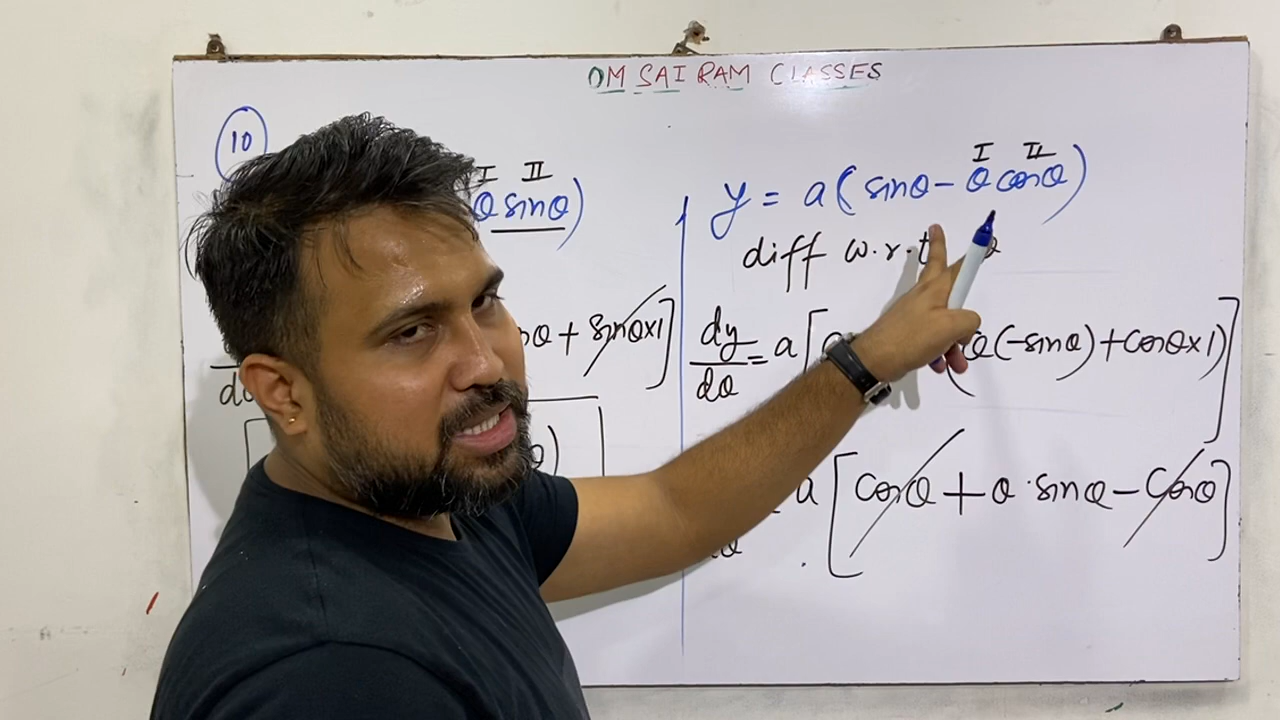 OM SAI RAM CLASSES
10
I II
θ sinθ)
θ + sinθ×1]
θ)
I II
y = a(sinθ - θ cosθ)
diff w.r.t θ
dy/dθ = a[ (θ(-sinθ) + cosθ×1)]
a[cosθ + θ·sinθ - cosθ]